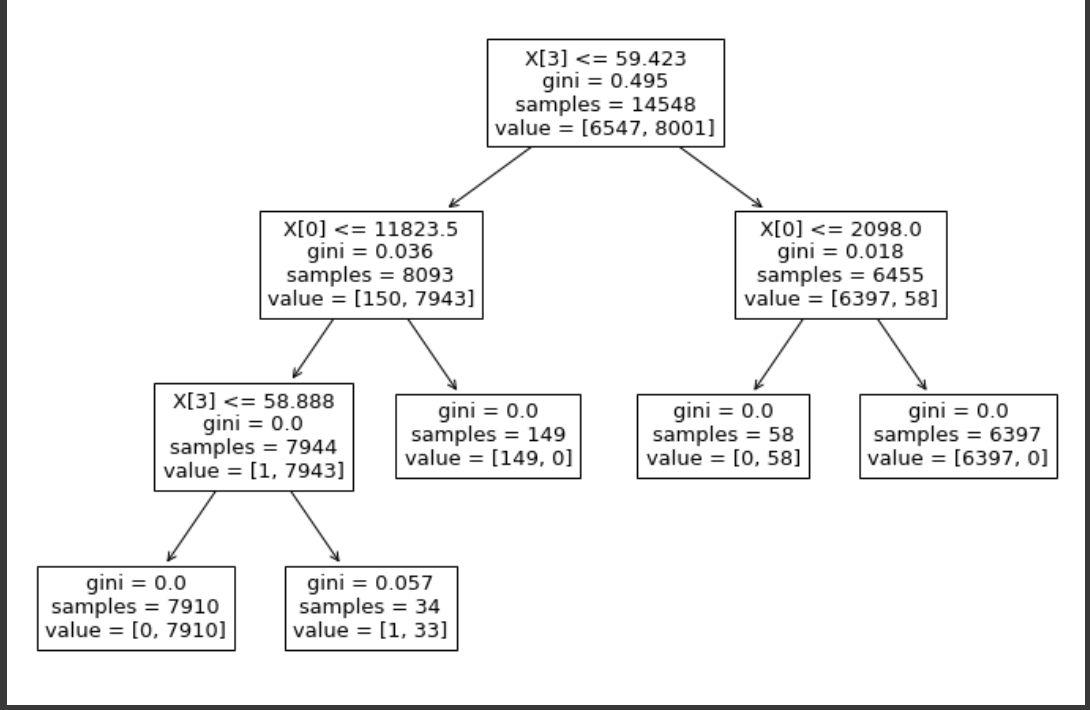 X[3] <= 59.423
gini = 0.495
samples = 14548
value = [6547, 8001]
X[0] <= 11823.5
gini = 0.036
samples = 8093
value = [150, 7943]
X[0] <= 2098.0
gini = 0.018
samples = 6455
value = [6397, 58]
X[3] <= 58.888
gini = 0.0
samples = 7944
value = [1, 7943]
gini = 0.0
samples = 149
value = [149, 0]
gini = 0.0
samples = 58
value = [0, 58]
gini = 0.0
samples = 6397
value = [6397, 0]
gini = 0.0
samples = 7910
value = [0, 7910]
gini = 0.057
samples = 34
value = [1, 33]